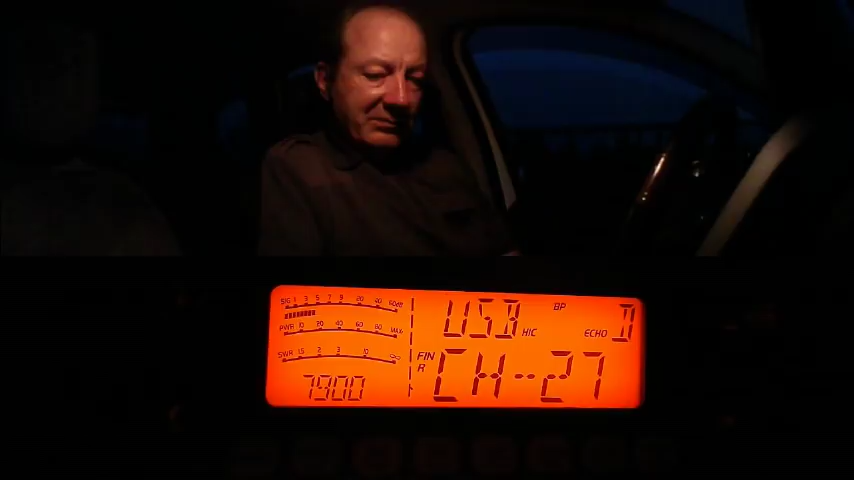 SIG 1 3 5 7 9 20 40 60dB
PWR 10 20 40 60 80 MAX
SWR 1.5 2 3 10 ∞
7900
USB HIC BP ECHO D
FIN
R
CH--27